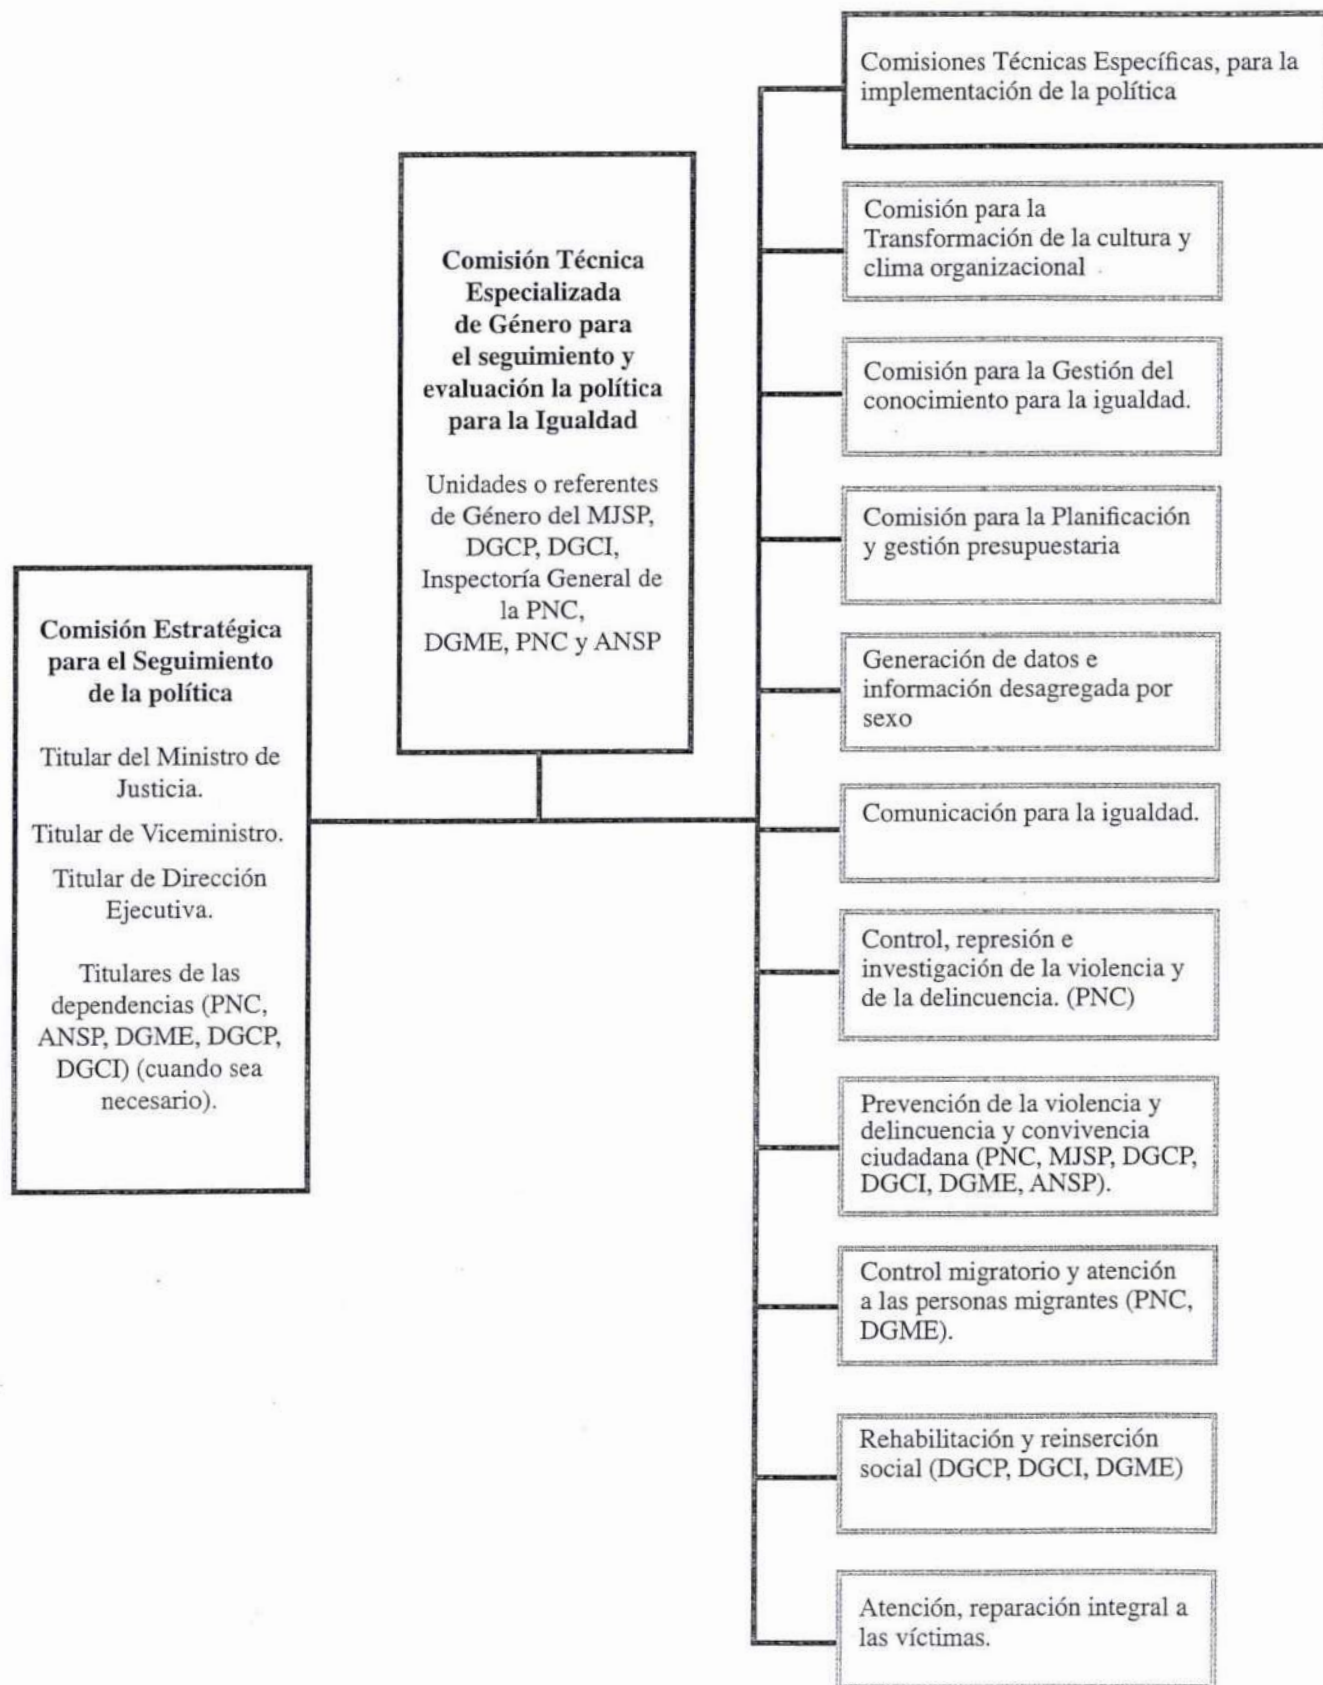 Comisión Estratégica
para el Seguimiento
de la política
Titular del Ministro de
Justicia.
Titular de Viceministro.
Titular de Dirección
Ejecutiva.
Titulares de las
dependencias (PNC,
ANSP, DGME, DGCP,
DGCI) (cuando sea
necesario).
Comisión Técnica
Especializada
de Género para
el seguimiento y
evaluación la política
para la Igualdad
Unidades o referentes
de Género del MJSP,
DGCP, DGCI,
Inspectoría General de
la PNC,
DGME, PNC y ANSP
Comisiones Técnicas Específicas, para la
implementación de la política
Comisión para la
Transformación de la cultura y
clima organizacional
Comisión para la Gestión del
conocimiento para la igualdad.
Comisión para la Planificación
y gestión presupuestaria
Generación de datos e
información desagregada por
sexo
Comunicación para la igualdad.
Control, represión e
investigación de la violencia y
de la delincuencia. (PNC)
Prevención de la violencia y
delincuencia y convivencia
ciudadana (PNC, MJSP, DGCP,
DGCI, DGME, ANSP).
Control migratorio y atención
a las personas migrantes (PNC,
DGME).
Rehabilitación y reinserción
social (DGCP, DGCI, DGME)
Atención, reparación integral a
las víctimas.